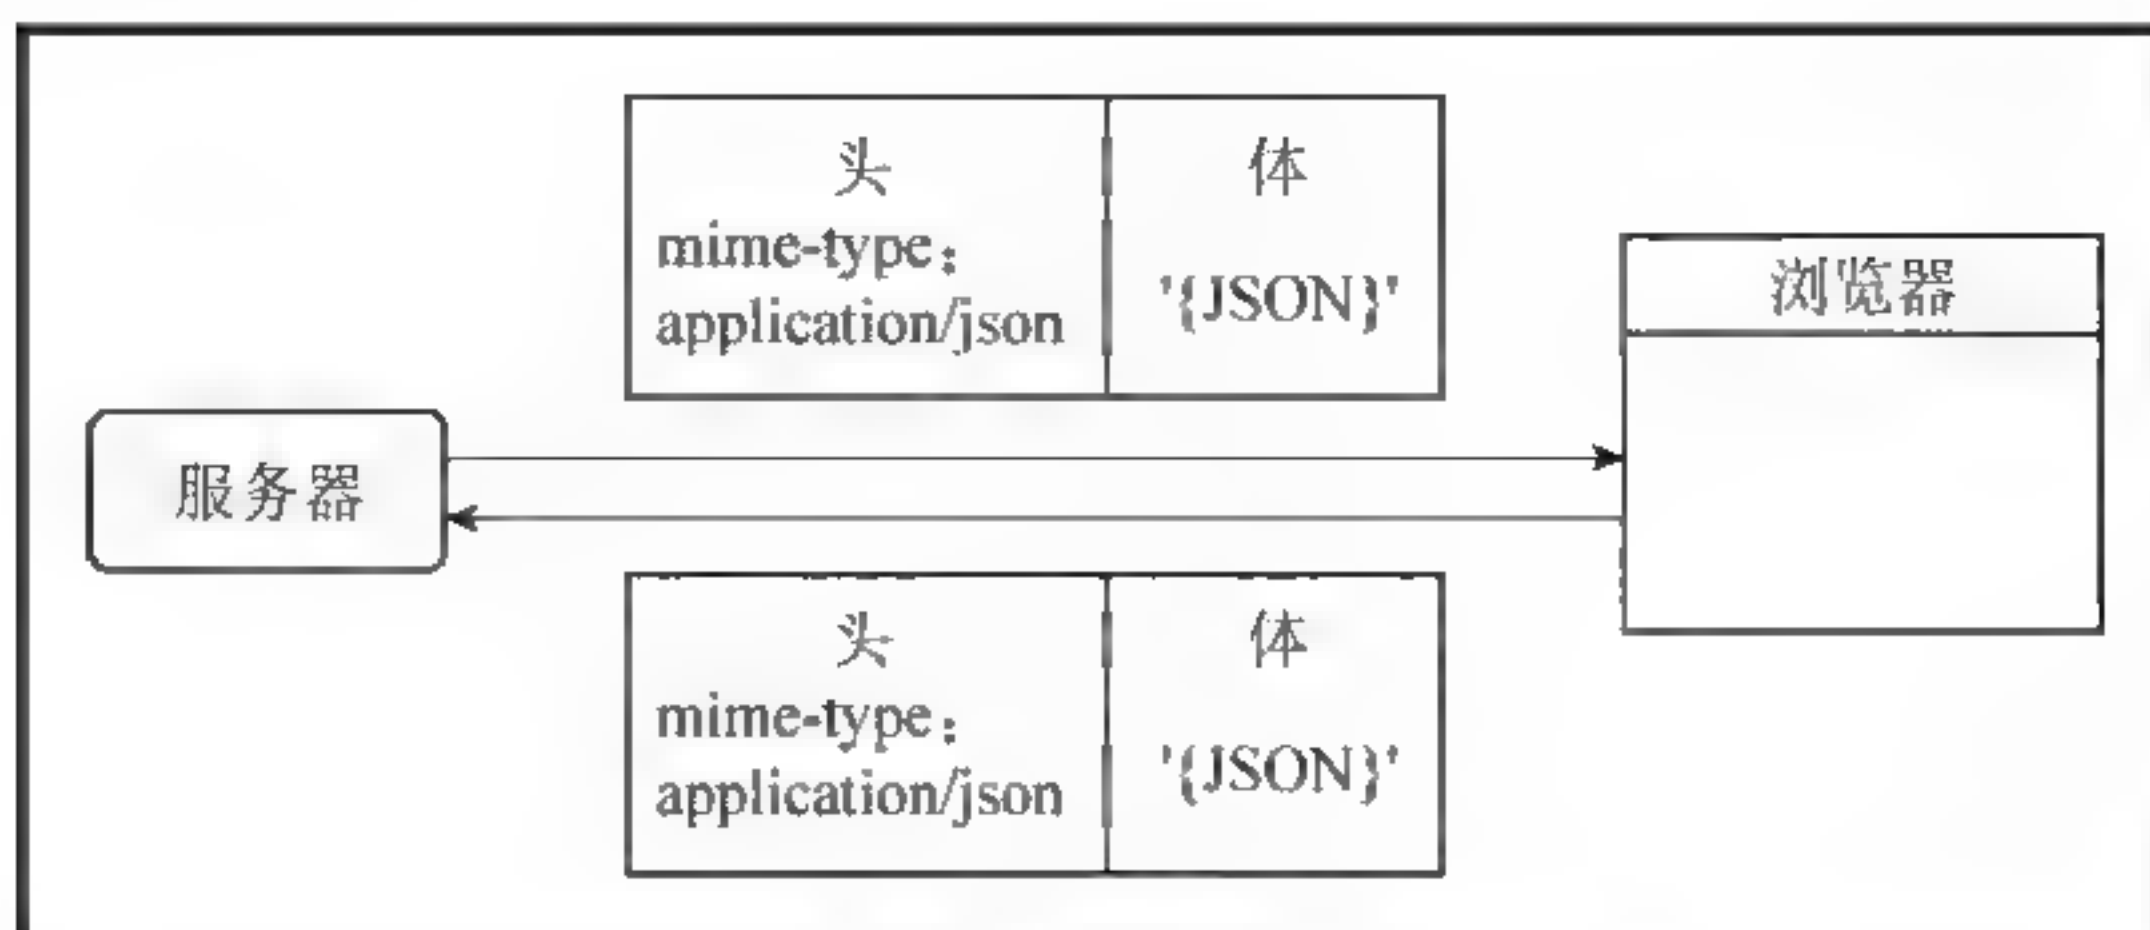 头
mime-type：
application/json
体
'{JSON}'
浏览器
服务器
头
mime-type：
application/json
体
'{JSON}'